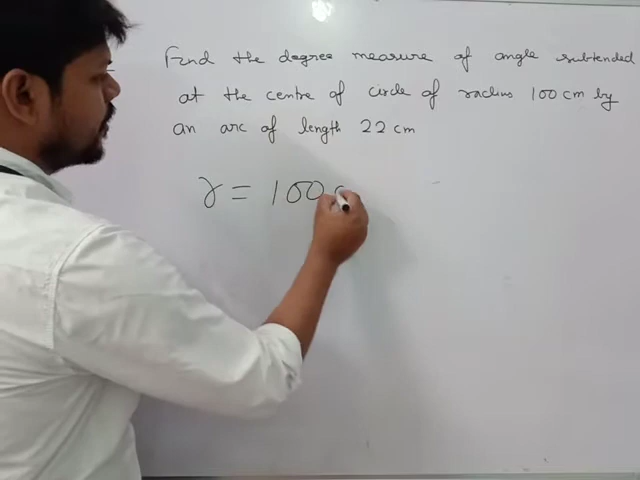 Find the degree measure of angle subtended
at the centre of circle of radius 100 cm by
an arc of length 22 cm
r = 100 c